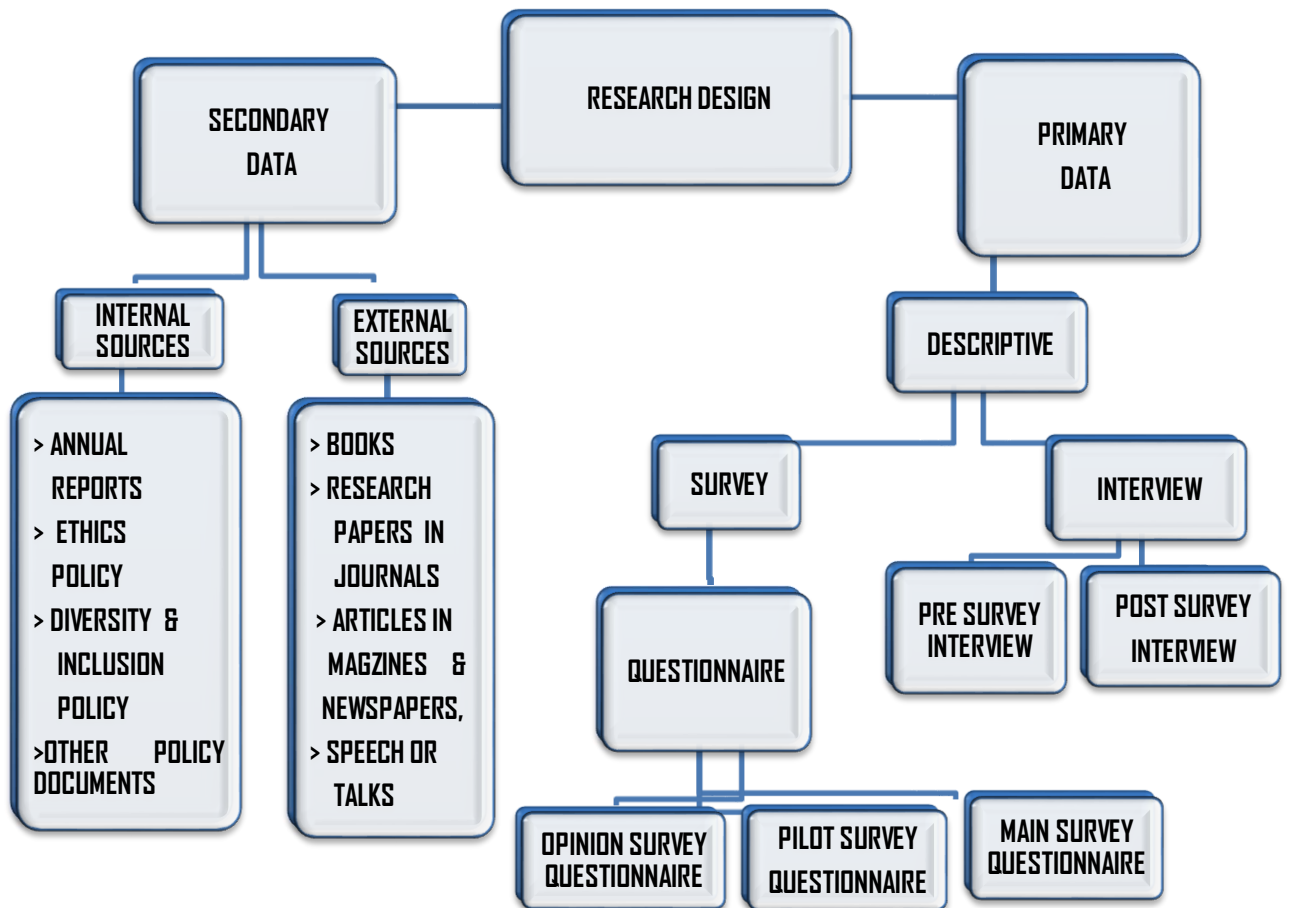 RESEARCH DESIGN
SECONDARY
DATA
PRIMARY
DATA
INTERNAL
SOURCES
EXTERNAL
SOURCES
> ANNUAL
REPORTS
> ETHICS
POLICY
> DIVERSITY &
INCLUSION
POLICY
>OTHER POLICY
DOCUMENTS
> BOOKS
> RESEARCH
PAPERS IN
JOURNALS
> ARTICLES IN
MAGZINES &
NEWSPAPERS,
> SPEECH OR
TALKS
DESCRIPTIVE
SURVEY
INTERVIEW
QUESTIONNAIRE
PRE SURVEY
INTERVIEW
POST SURVEY
INTERVIEW
OPINION SURVEY
QUESTIONNAIRE
PILOT SURVEY
QUESTIONNAIRE
MAIN SURVEY
QUESTIONNAIRE